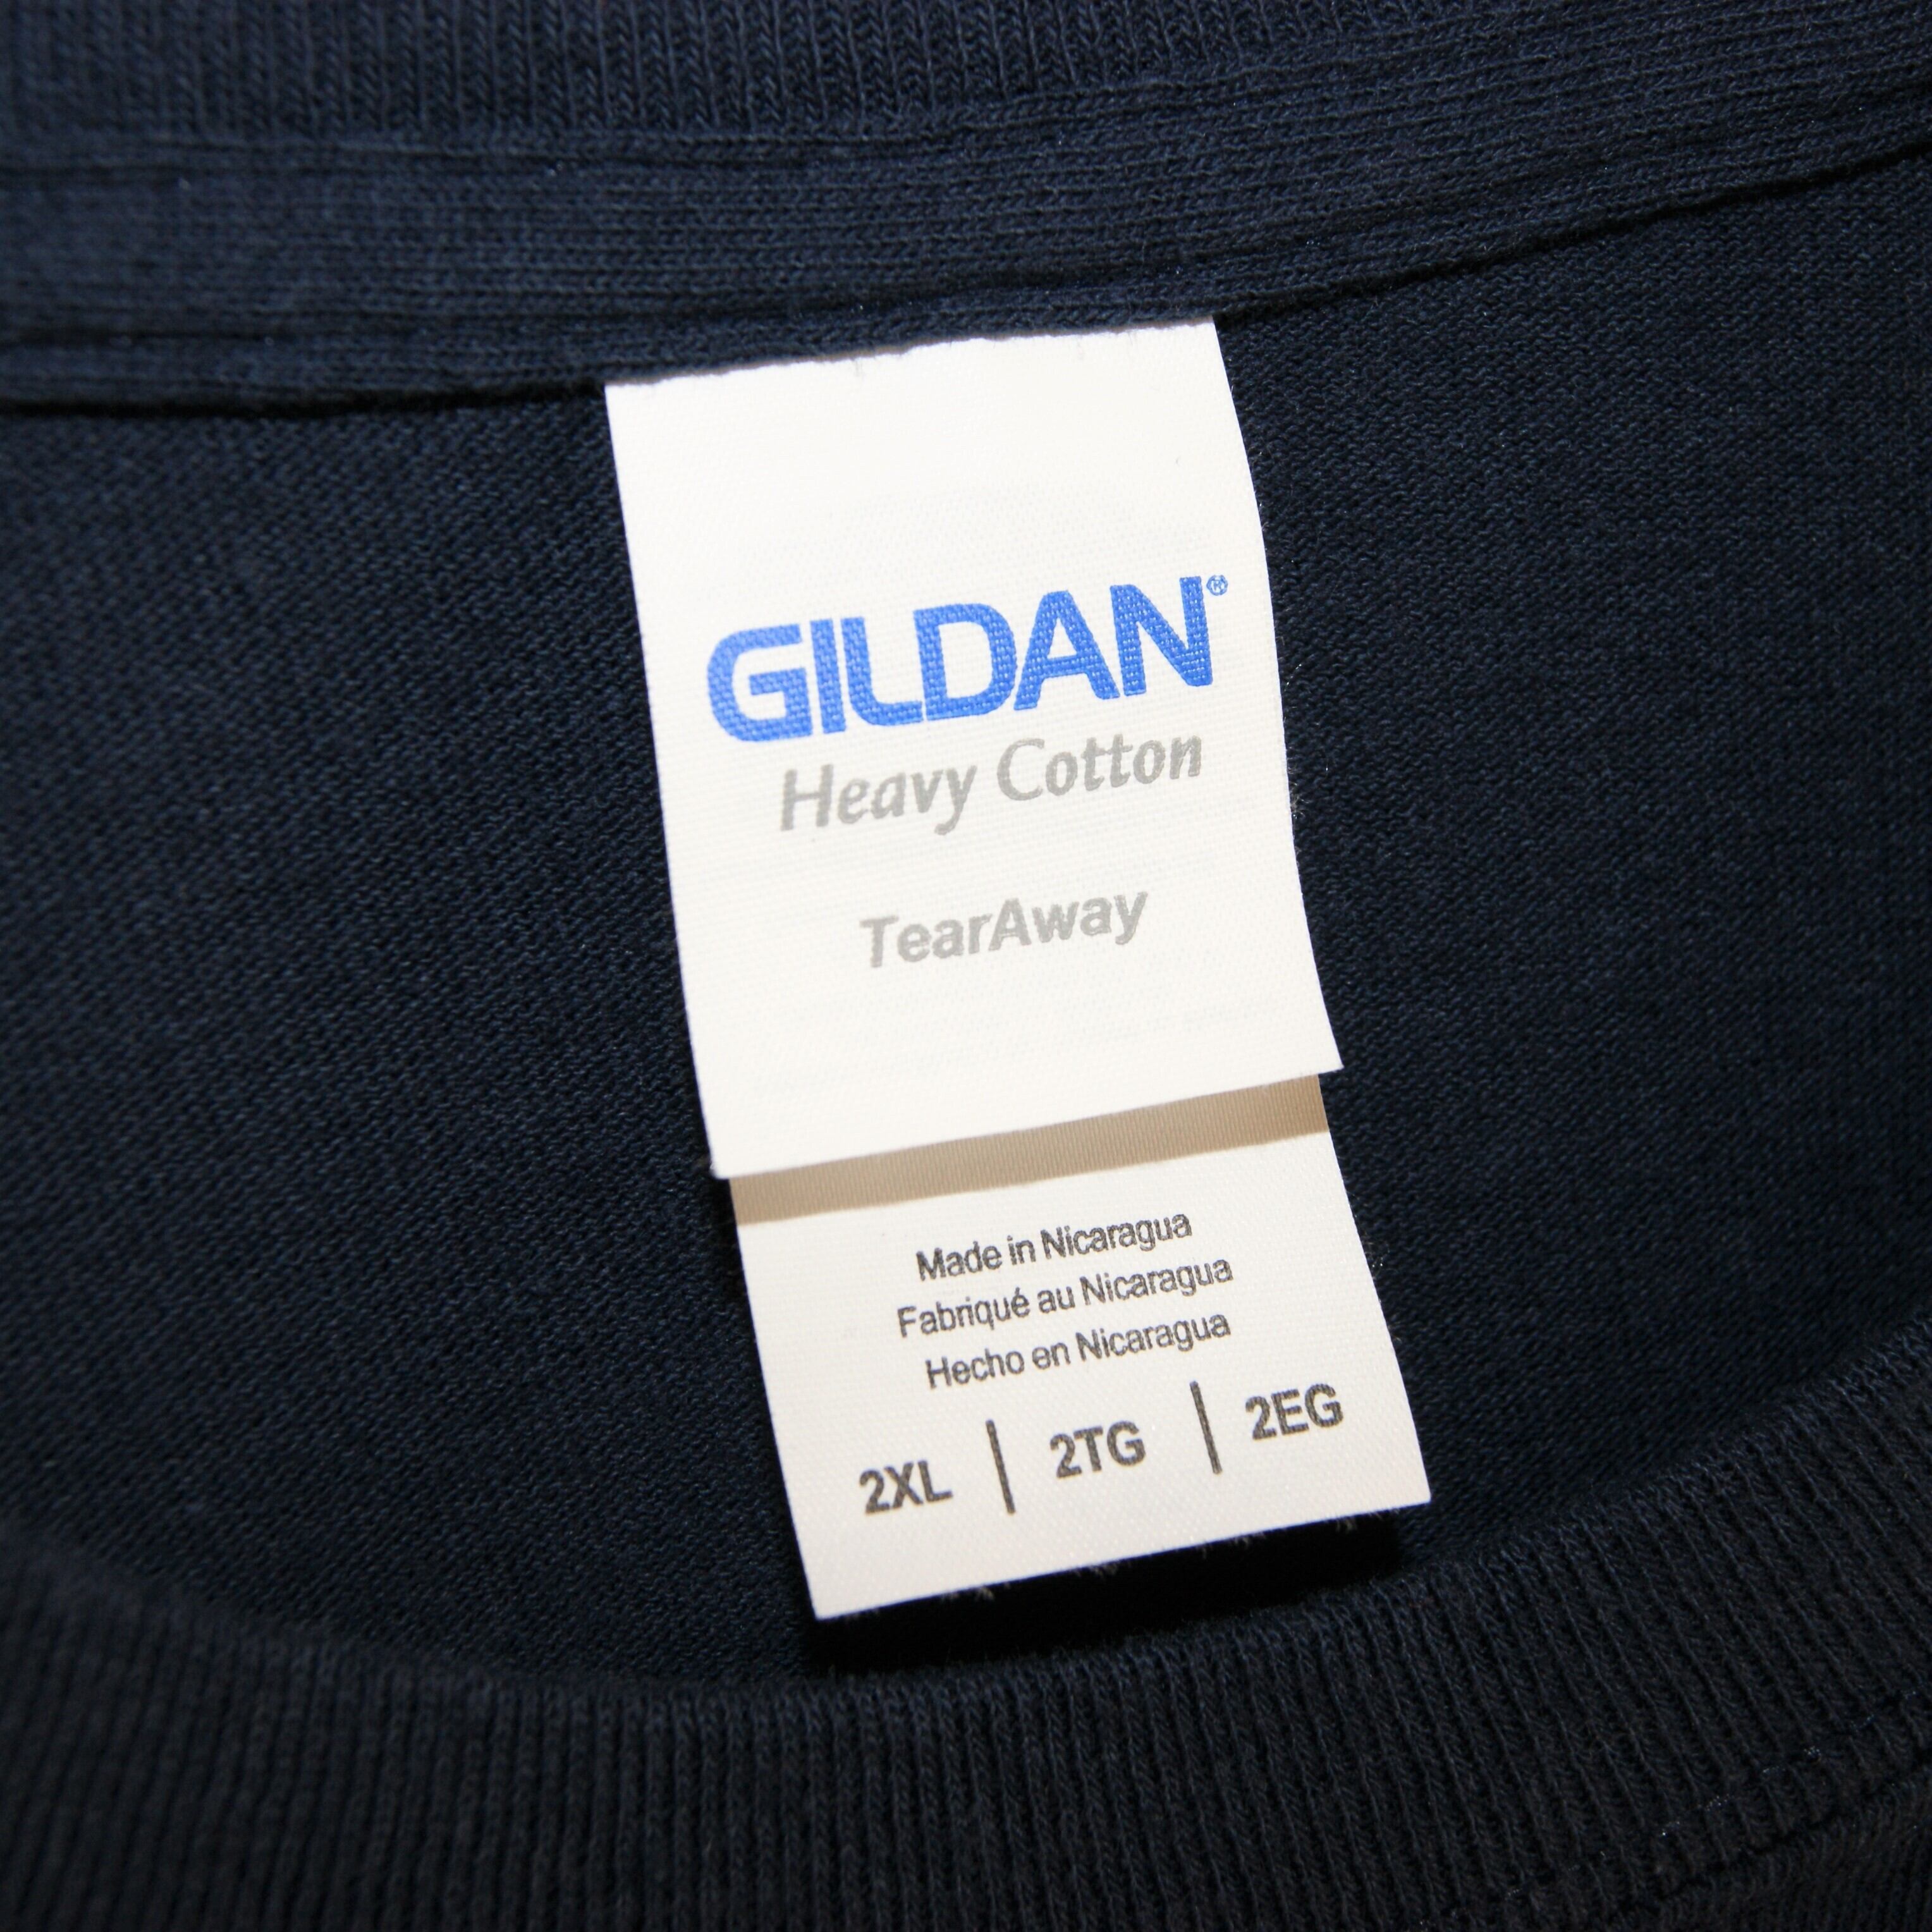 GILDAN®
Heavy Cotton
TearAway
Made in Nicaragua
Fabriqué au Nicaragua
Hecho en Nicaragua
2XL | 2TG | 2EG